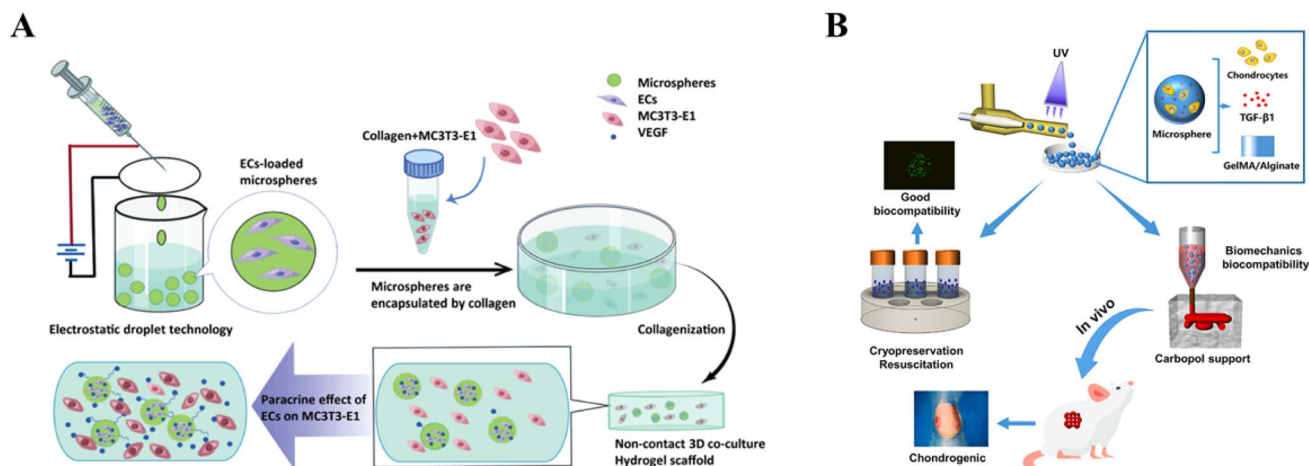 A
Microspheres
ECs
MC3T3-E1
VEGF
Collagen+MC3T3-E1
ECs-loaded
microspheres
Microspheres are
encapsulated by collagen
Electrostatic droplet technology
Collagenization
Paracrine effect of
ECs on MC3T3-E1
Non-contact 3D co-culture
Hydrogel scaffold
B
UV
Chondrocytes
Microsphere
TGF-β1
GelMA/Alginate
Good
biocompatibility
Biomechanics
biocompatibility
Cryopreservation
Resuscitation
In vivo
Carbopol support
Chondrogenic